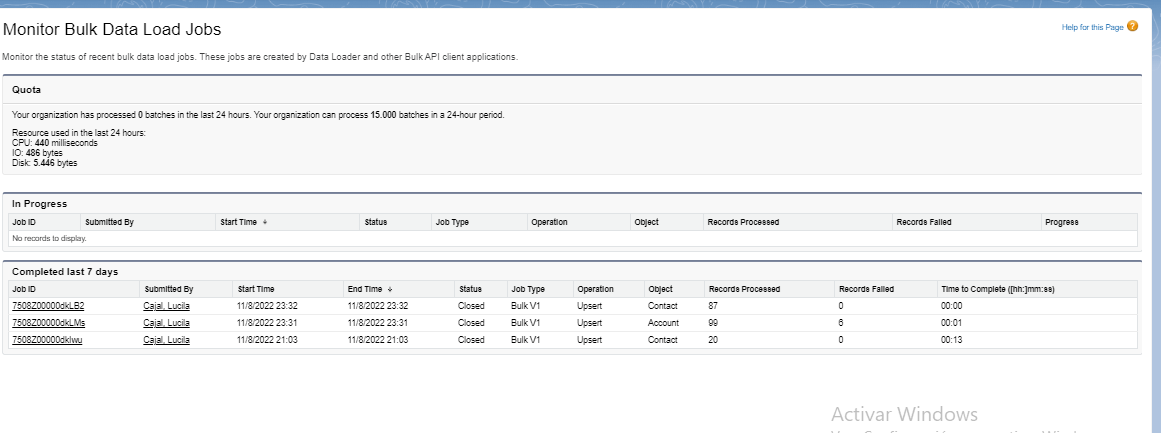 Monitor Bulk Data Load Jobs
Help for this Page ?
Monitor the status of recent bulk data load jobs. These jobs are created by Data Loader and other Bulk API client applications.
Quota
Your organization has processed 0 batches in the last 24 hours. Your organization can process 15.000 batches in a 24-hour period.
Resource used in the last 24 hours:
CPU: 440 milliseconds
IO: 486 bytes
Disk: 5.446 bytes
In Progress
Job ID Submitted By Start Time ↓ Status Job Type Operation Object Records Processed Records Failed Progress
No records to display.
Completed last 7 days
Job ID Submitted By Start Time End Time ↓ Status Job Type Operation Object Records Processed Records Failed Time to Complete ([hh:]mm:ss)
7508Z00000dkLB2 Cajal, Lucila 11/8/2022 23:32 11/8/2022 23:32 Closed Bulk V1 Upsert Contact 87 0 00:00
7508Z00000dkLMs Cajal, Lucila 11/8/2022 23:31 11/8/2022 23:31 Closed Bulk V1 Upsert Account 99 6 00:01
7508Z00000dkIwu Cajal, Lucila 11/8/2022 21:03 11/8/2022 21:03 Closed Bulk V1 Upsert Contact 20 0 00:13
Activar Windows